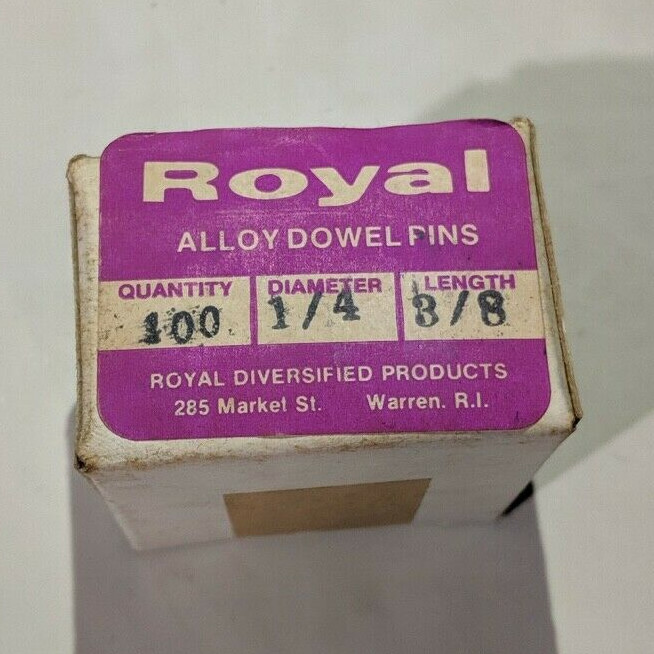 Royal
ALLOY DOWEL PINS
QUANTITY DIAMETER LENGTH
100 1/4 3/8
ROYAL DIVERSIFIED PRODUCTS
285 Market St. Warren. R.I.